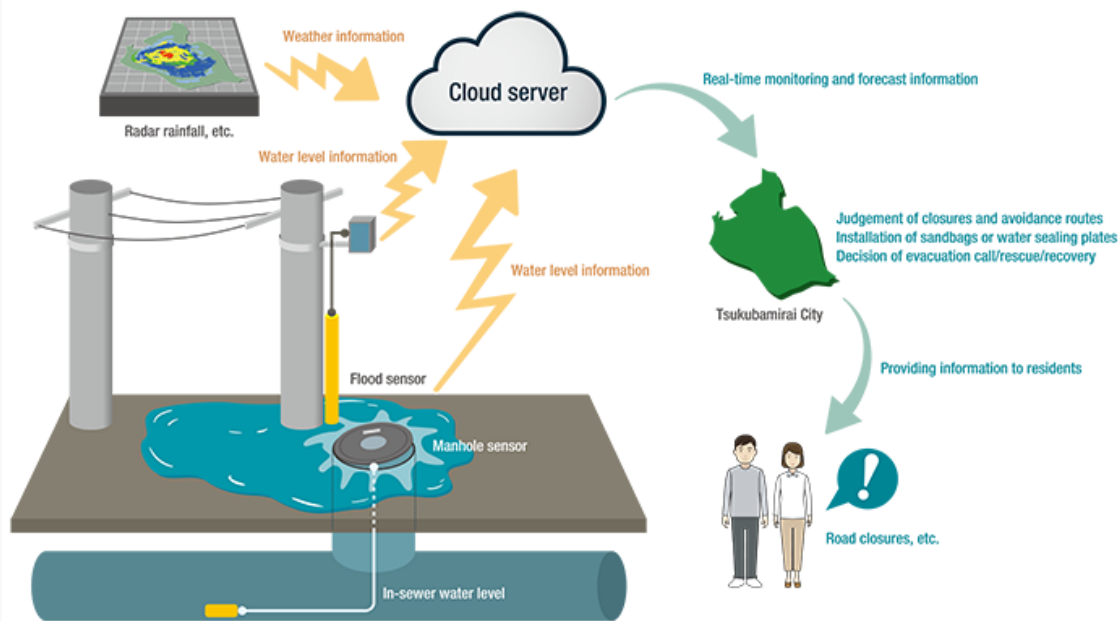 Weather information
Cloud server
Radar rainfall, etc.
Real-time monitoring and forecast information
Water level information
Water level information
Judgement of closures and avoidance routes
Installation of sandbags or water sealing plates
Decision of evacuation call/rescue/recovery
Tsukubamirai City
Flood sensor
Providing information to residents
Manhole sensor
!
Road closures, etc.
In-sewer water level